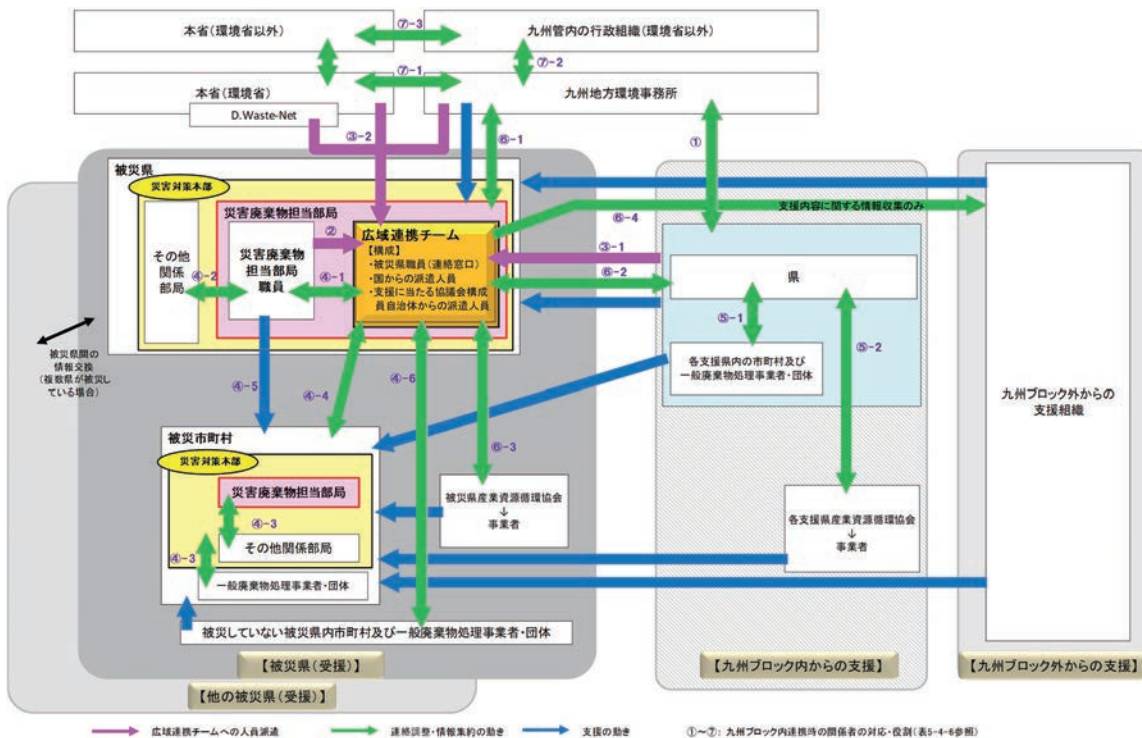 本省(環境省以外)
⑦-3
九州管内の行政組織(環境省以外)
⑦-2
本省(環境省)
⑦-1
九州地方環境事務所
D.Waste-Net
③-2
⑥-1
①
被災県
災害対策本部
災害廃棄物担当部局
その他
関係
部局
④-2
災害廃棄物
担当部局
職員
②
④-1
広域連携チーム
【構成】
・被災県職員(連絡窓口)
・国からの派遣人員
・支援に当たる協議会構成
員自治体からの派遣人員
⑥-4
支援内容に関する情報収集のみ
③-1
⑥-2
県
⑤-1
⑤-2
各支援県内の市町村及び
一般廃棄物処理事業者・団体
九州ブロック外からの
支援組織
被災県間の
情報交換
(複数県が被災し
ている場合)
④-5
④-4
④-6
⑥-3
被災市町村
災害対策本部
災害廃棄物担当部局
④-3
その他関係部局
④-3
一般廃棄物処理事業者・団体
被災県産業資源循環協会
↓
事業者
各支援県産業資源循環協会
↓
事業者
被災していない被災県内市町村及び一般廃棄物処理事業者・団体
【被災県(受援)】
【九州ブロック内からの支援】
【九州ブロック外からの支援】
【他の被災県(受援)】
広域連携チームへの人員派遣
連絡調整・情報集約の動き
支援の動き
①~⑦: 九州ブロック内連携時の関係者の対応・役割(表5-4-6参照)